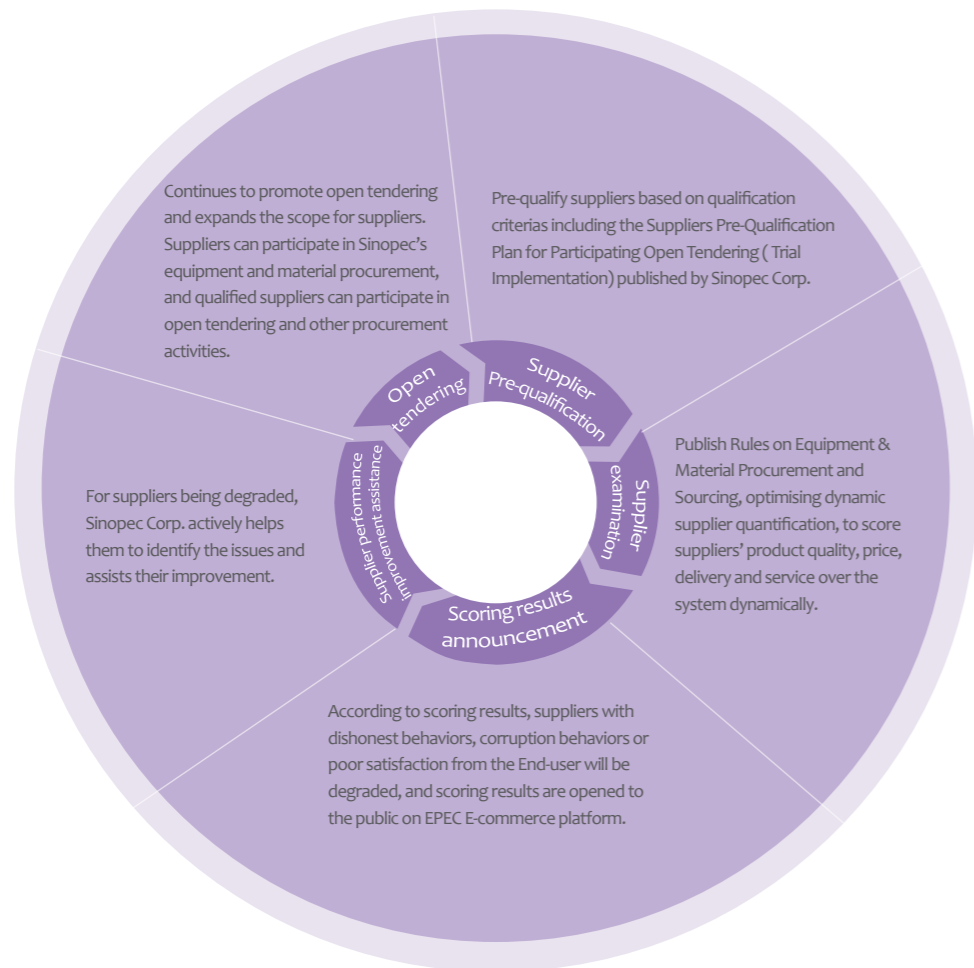 Continues to promote open tendering
and expands the scope for suppliers.
Suppliers can participate in Sinopec’s
equipment and material procurement,
and qualified suppliers can participate in
open tendering and other procurement
activities.
Pre-qualify suppliers based on qualification
criterias including the Suppliers Pre-Qualification
Plan for Participating Open Tendering ( Trial
Implementation) published by Sinopec Corp.
Open
tendering
Supplier
Pre-qualification
Supplier
examination
Scoring results
announcement
Supplier performance
improvement assistance
Publish Rules on Equipment &
Material Procurement and
Sourcing, optimising dynamic
supplier quantification, to score
suppliers’ product quality, price,
delivery and service over the
system dynamically.
For suppliers being degraded,
Sinopec Corp. actively helps
them to identify the issues and
assists their improvement.
According to scoring results, suppliers with
dishonest behaviors, corruption behaviors or
poor satisfaction from the End-user will be
degraded, and scoring results are opened to
the public on EPEC E-commerce platform.